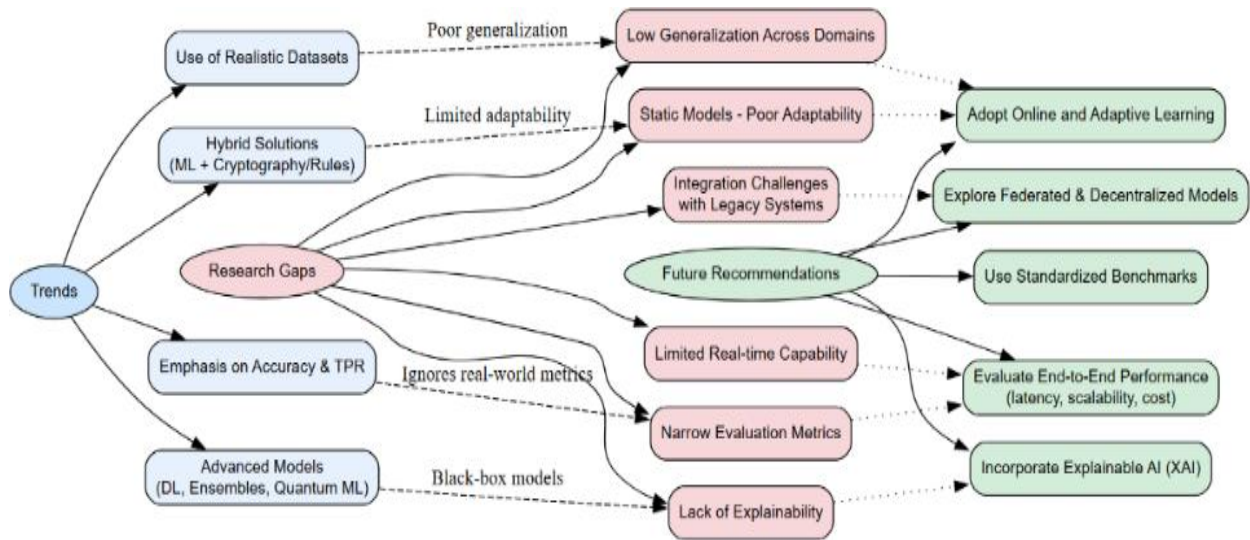 Poor generalization
Low Generalization Across Domains
Use of Realistic Datasets
Limited adaptability
Static Models - Poor Adaptability
Adopt Online and Adaptive Learning
Hybrid Solutions
(ML + Cryptography/Rules)
Integration Challenges
with Legacy Systems
Explore Federated & Decentralized Models
Research Gaps
Future Recommendations
Use Standardized Benchmarks
Trends
Limited Real-time Capability
Emphasis on Accuracy & TPR
Ignores real-world metrics
Evaluate End-to-End Performance
(latency, scalability, cost)
Narrow Evaluation Metrics
Advanced Models
(DL, Ensembles, Quantum ML)
Black-box models
Incorporate Explainable AI (XAI)
Lack of Explainability